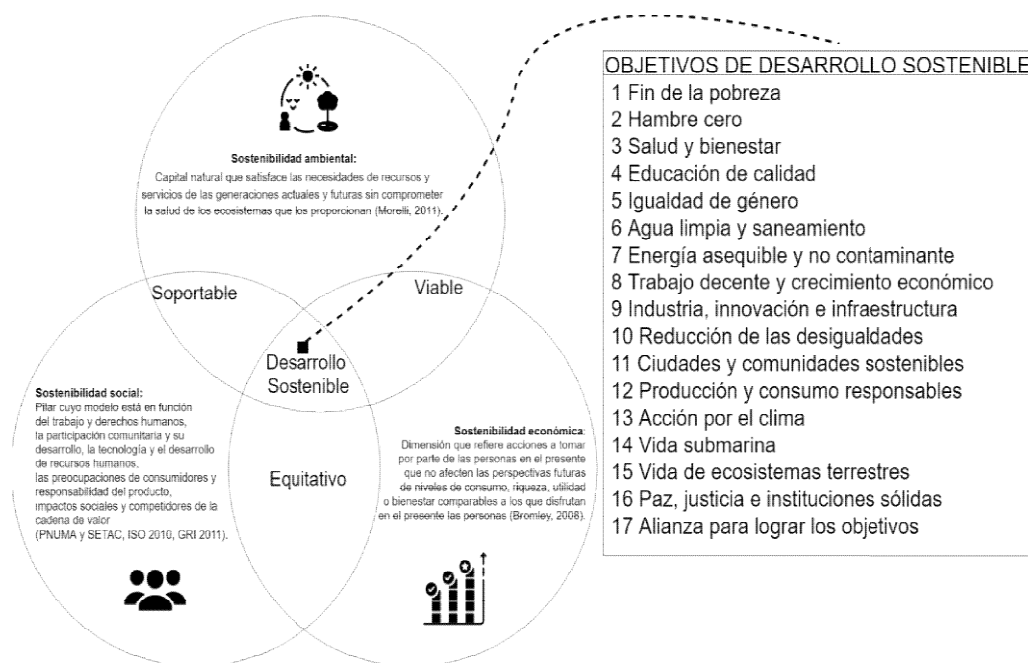 Sostenibilidad ambiental:
Capital natural que satisface las necesidades de recursos y
servicios de las generaciones actuales y futuras sin comprometer
la salud de los ecosistemas que los proporcionan (Morelli, 2011).
Soportable
Viable
Desarrollo
Sostenible
Sostenibilidad social:
Pilar cuyo modelo está en función
del trabajo y derechos humanos,
la participación comunitaria y su
desarrollo, la tecnología y el desarrollo
de recursos humanos,
las preocupaciones de consumidores y
responsabilidad del producto,
impactos sociales y competidores de la
cadena de valor
(PNUMA y SETAC, ISO 2010, GRI 2011).
Equitativo
Sostenibilidad económica:
Dimensión que refiere acciones a tomar
por parte de las personas en el presente
que no afecten las perspectivas futuras
de niveles de consumo, riqueza, utilidad
o bienestar comparables a los que disfrutan
en el presente las personas (Bromley, 2008).
OBJETIVOS DE DESARROLLO SOSTENIBLE
1 Fin de la pobreza
2 Hambre cero
3 Salud y bienestar
4 Educación de calidad
5 Igualdad de género
6 Agua limpia y saneamiento
7 Energía asequible y no contaminante
8 Trabajo decente y crecimiento económico
9 Industria, innovación e infraestructura
10 Reducción de las desigualdades
11 Ciudades y comunidades sostenibles
12 Producción y consumo responsables
13 Acción por el clima
14 Vida submarina
15 Vida de ecosistemas terrestres
16 Paz, justicia e instituciones sólidas
17 Alianza para lograr los objetivos